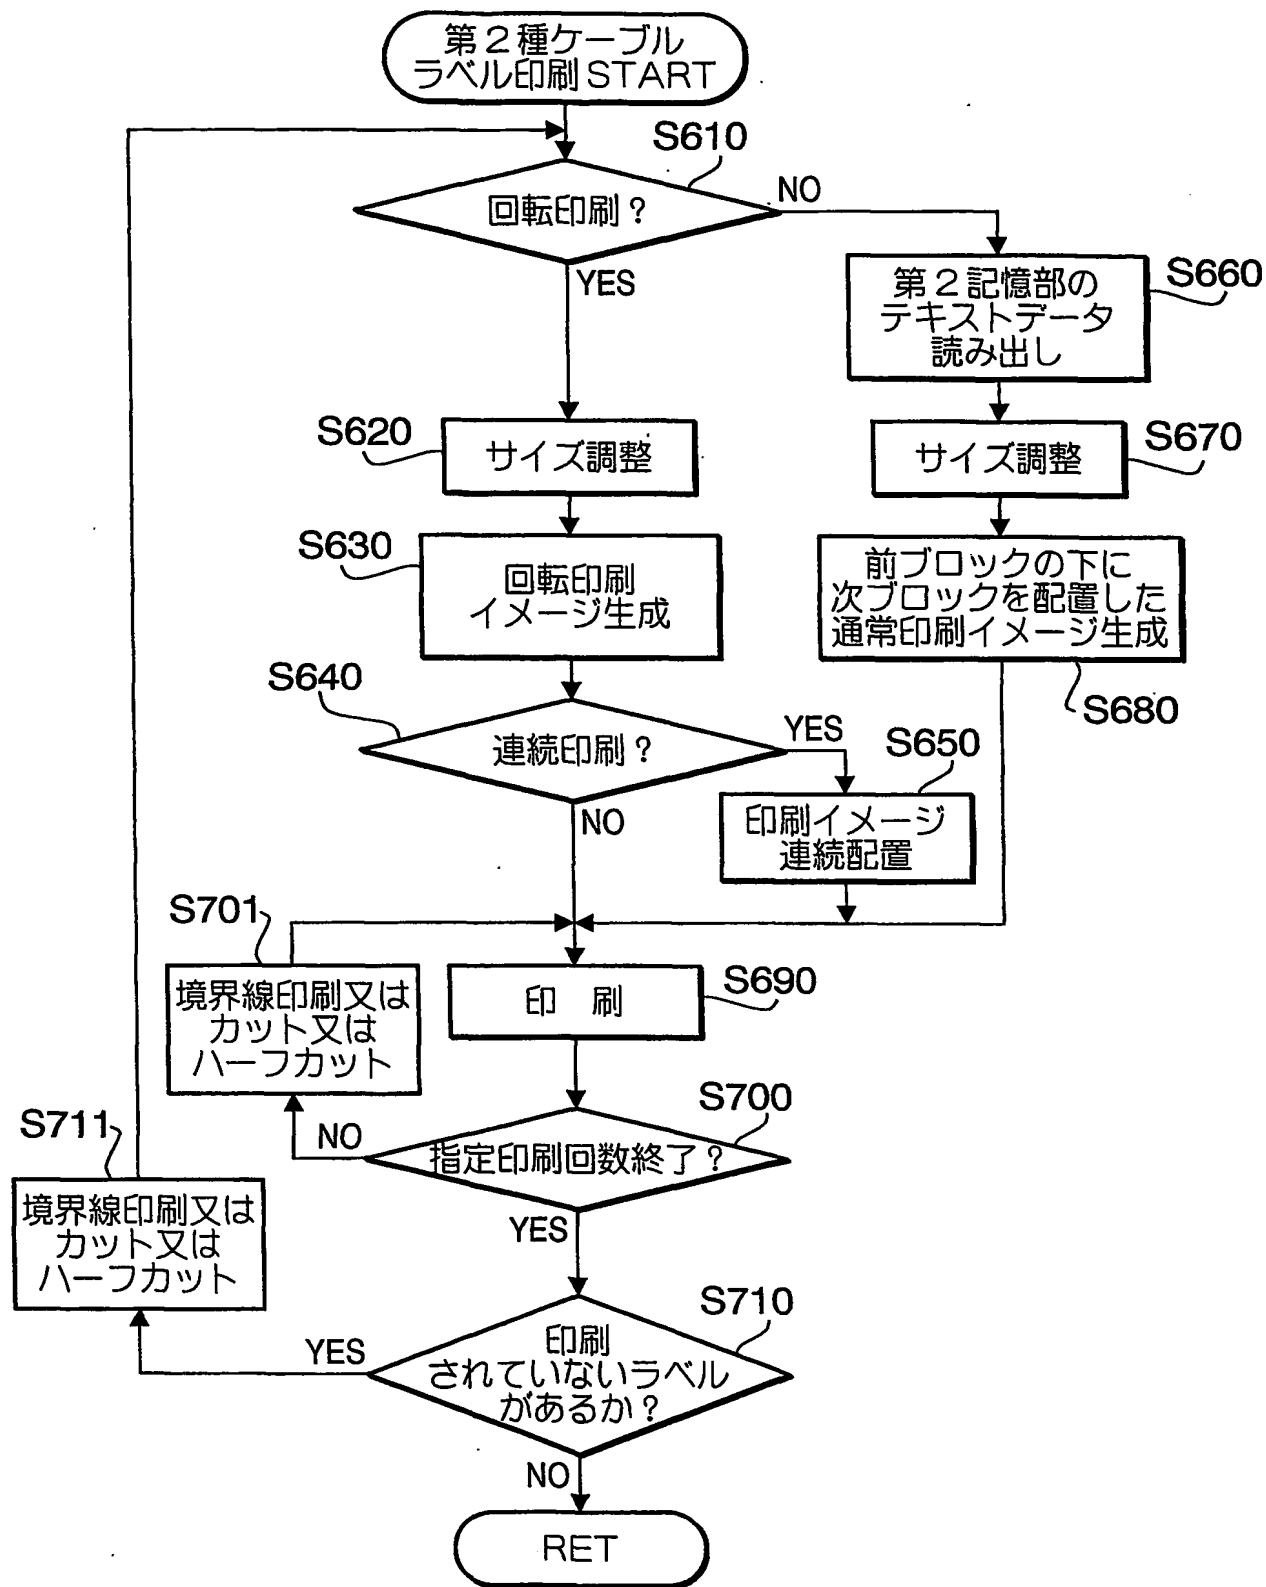 第2種ケーブル
ラベル印刷START
S610
回転印刷?
NO
YES
S660
第2記憶部の
テキストデータ
読み出し
S620
サイズ調整
S670
サイズ調整
S630
回転印刷
イメージ生成
前ブロックの下に
次ブロックを配置した
通常印刷イメージ生成
S680
S640
連続印刷?
YES
NO
S650
印刷イメージ
連続配置
S701
境界線印刷又は
カット又は
ハーフカット
S690
印 刷
S700
指定印刷回数終了?
NO
YES
S711
境界線印刷又は
カット又は
ハーフカット
S710
印刷
されていないラベル
があるか?
YES
NO
RET